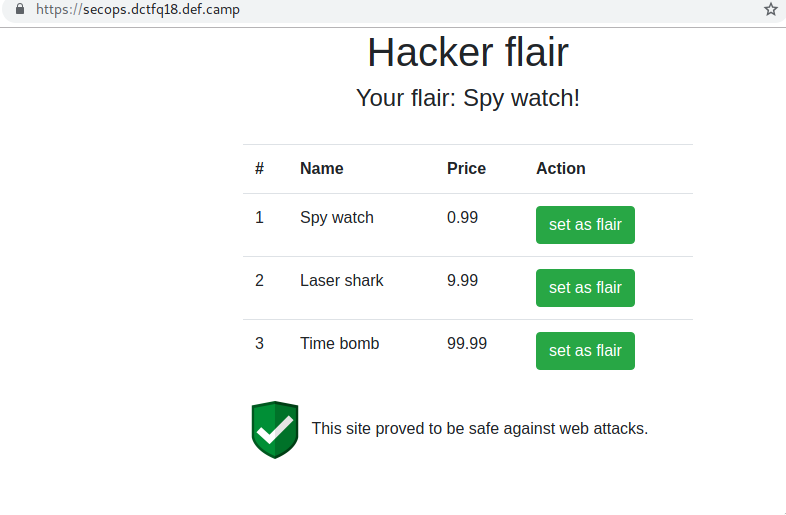 https://secops.dctfq18.def.camp
Hacker flair
Your flair: Spy watch!
# Name Price Action
1 Spy watch 0.99 set as flair
2 Laser shark 9.99 set as flair
3 Time bomb 99.99 set as flair
This site proved to be safe against web attacks.